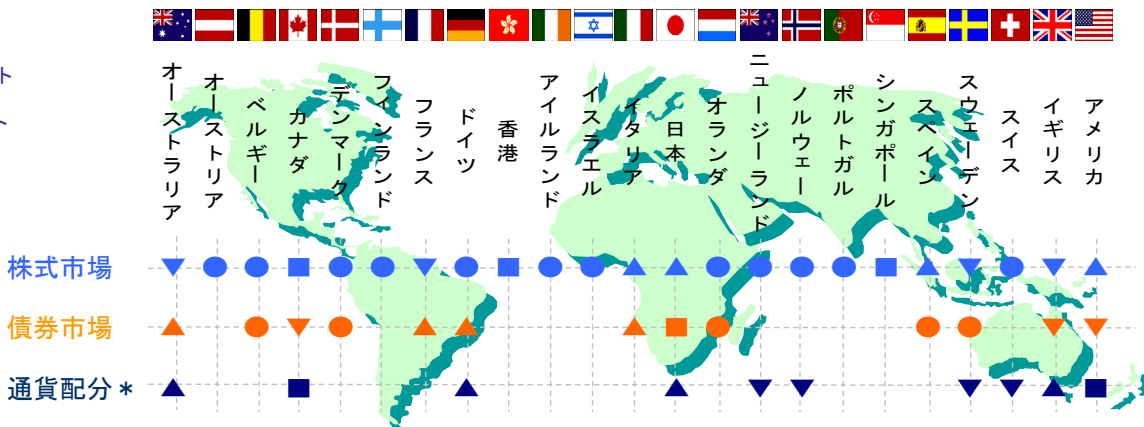 ト
ト
オーストラリア
オーストリア
ベルギー
カナダ
デンマーク
フィンランド
フランス
ドイツ
香港
アイルランド
イスラエル
イタリア
日本
オランダ
ニュージーランド
ノルウェー
ポルトガル
シンガポール
スペイン
スウェーデン
スイス
イギリス
アメリカ
株式市場
債券市場
通貨配分*